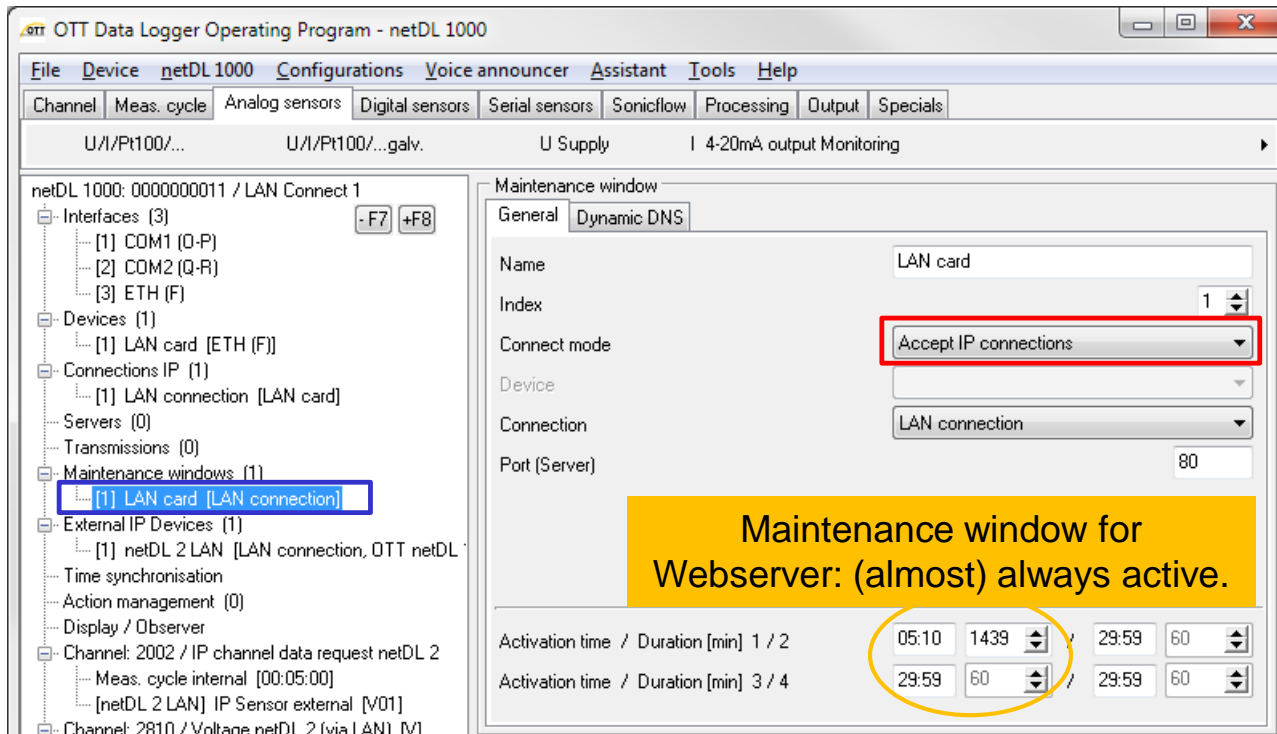 OTT OTT Data Logger Operating Program - netDL 1000
File Device netDL 1000 Configurations Voice announcer Assistant Tools Help
Channel Meas. cycle Analog sensors Digital sensors Serial sensors Sonicflow Processing Output Specials
U/I/Pt100/... U/I/Pt100/...galv. U Supply I 4-20mA output Monitoring
netDL 1000: 0000000011 / LAN Connect 1
Interfaces (3)
- F7 +F8
[1] COM1 (O-P)
[2] COM2 (Q-R)
[3] ETH (F)
Devices (1)
[1] LAN card [ETH (F)]
Connections IP (1)
[1] LAN connection [LAN card]
Servers (0)
Transmissions (0)
Maintenance windows (1)
[1] LAN card [LAN connection]
External IP Devices (1)
[1] netDL 2 LAN [LAN connection, OTT netDL
Time synchronisation
Action management (0)
Display / Observer
Channel: 2002 / IP channel data request netDL 2
Meas. cycle internal [00:05:00]
[netDL 2 LAN] IP Sensor external [V01]
Channel: 2810 / Voltage netDL 2 (via LAN) [V]
Maintenance window
General Dynamic DNS
Name LAN card
Index 1
Connect mode Accept IP connections
Device
Connection LAN connection
Port (Server) 80
Maintenance window for
Webserver: (almost) always active.
Activation time / Duration [min] 1 / 2 05:10 1439 / 29:59 60
Activation time / Duration [min] 3 / 4 29:59 60 / 29:59 60